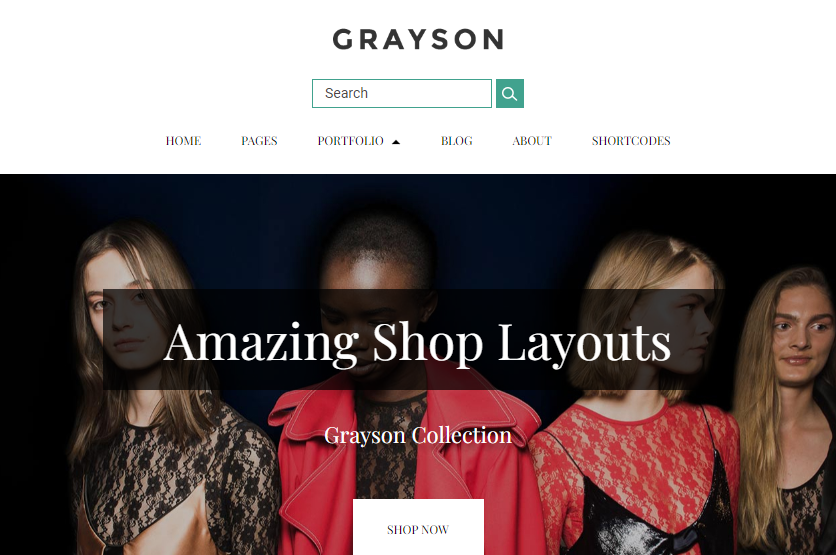 GRAYSON
Search
HOME PAGES PORTFOLIO BLOG ABOUT SHORTCODES
Amazing Shop Layouts
Grayson Collection
SHOP NOW